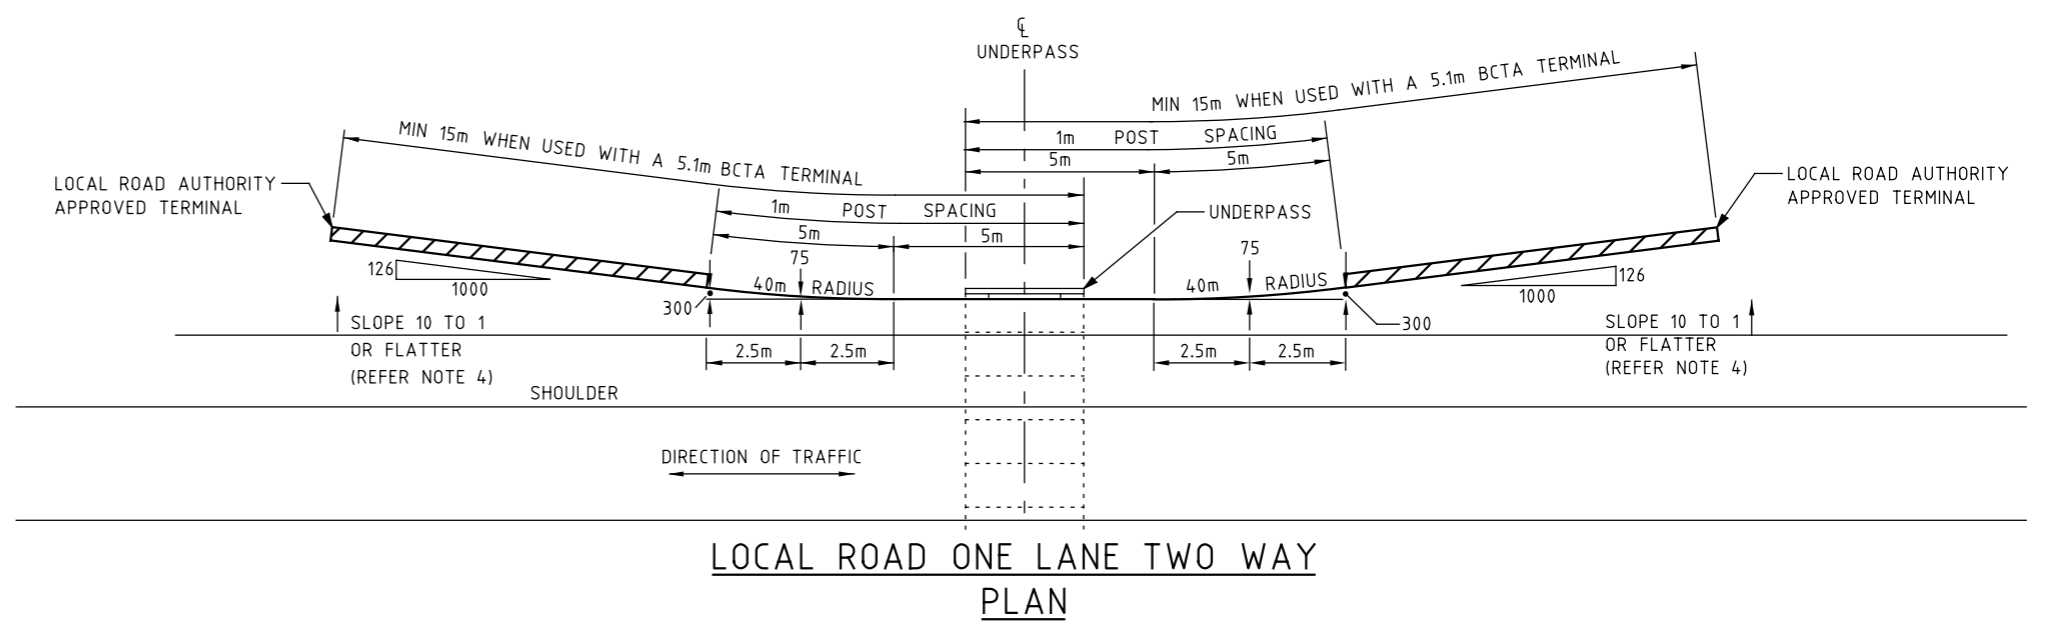 ℄
UNDERPASS
MIN 15m WHEN USED WITH A 5.1m BCTA TERMINAL
1m POST SPACING
5m 5m
MIN 15m WHEN USED WITH A 5.1m BCTA TERMINAL
1m POST SPACING
5m 5m
LOCAL ROAD AUTHORITY
APPROVED TERMINAL
LOCAL ROAD AUTHORITY
APPROVED TERMINAL
UNDERPASS
75
75
126
1000
40m RADIUS
300
40m RADIUS
126
1000
300
SLOPE 10 TO 1
OR FLATTER
(REFER NOTE 4)
2.5m 2.5m
2.5m 2.5m
SLOPE 10 TO 1
OR FLATTER
(REFER NOTE 4)
SHOULDER
DIRECTION OF TRAFFIC
LOCAL ROAD ONE LANE TWO WAY
PLAN